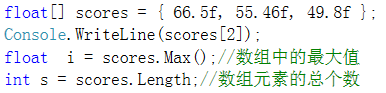 float[] scores = { 66.5f, 55.46f, 49.8f };
Console.WriteLine(scores[2]);
float  i = scores.Max();//数组中的最大值
int s = scores.Length;//数组元素的总个数